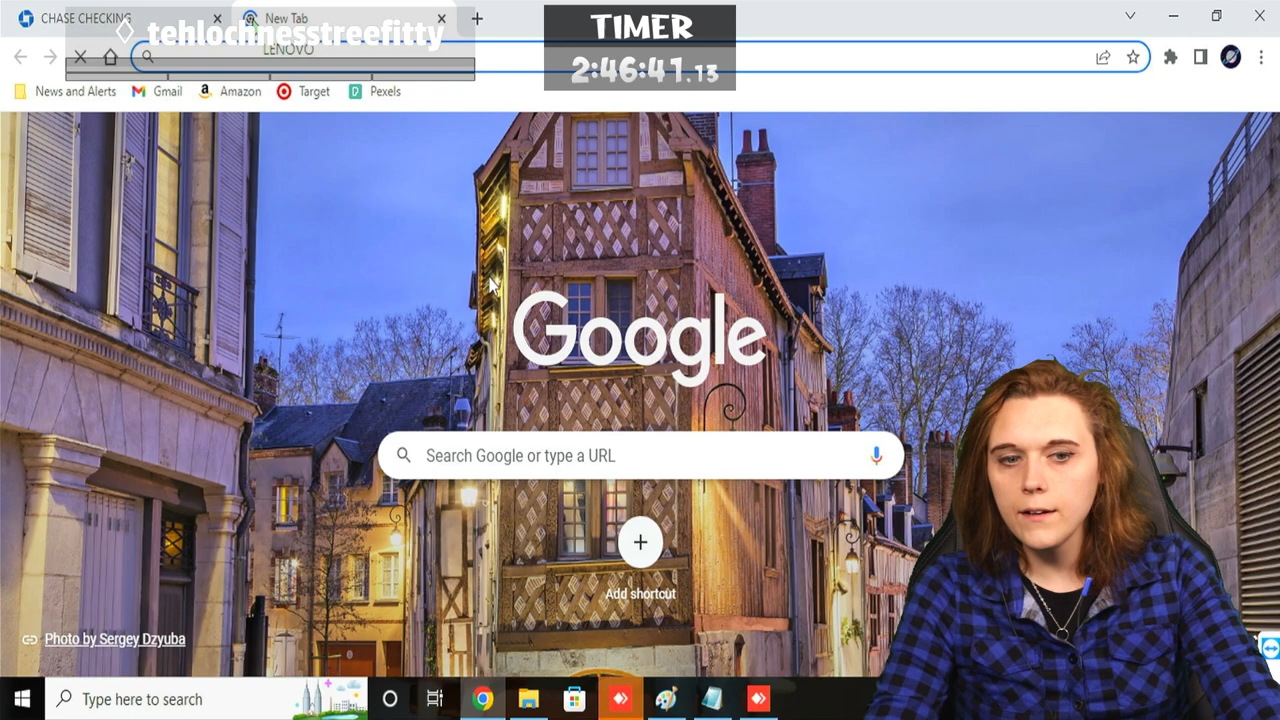 CHASE CHECKING
New Tab
tehlochnesstreefitty
LENOVO
TIMER
2:46:41.13
News and Alerts
Gmail
Amazon
Target
Pexels
Google
Search Google or type a URL
Add shortcut
Photo by Sergey Dzyuba
Type here to search